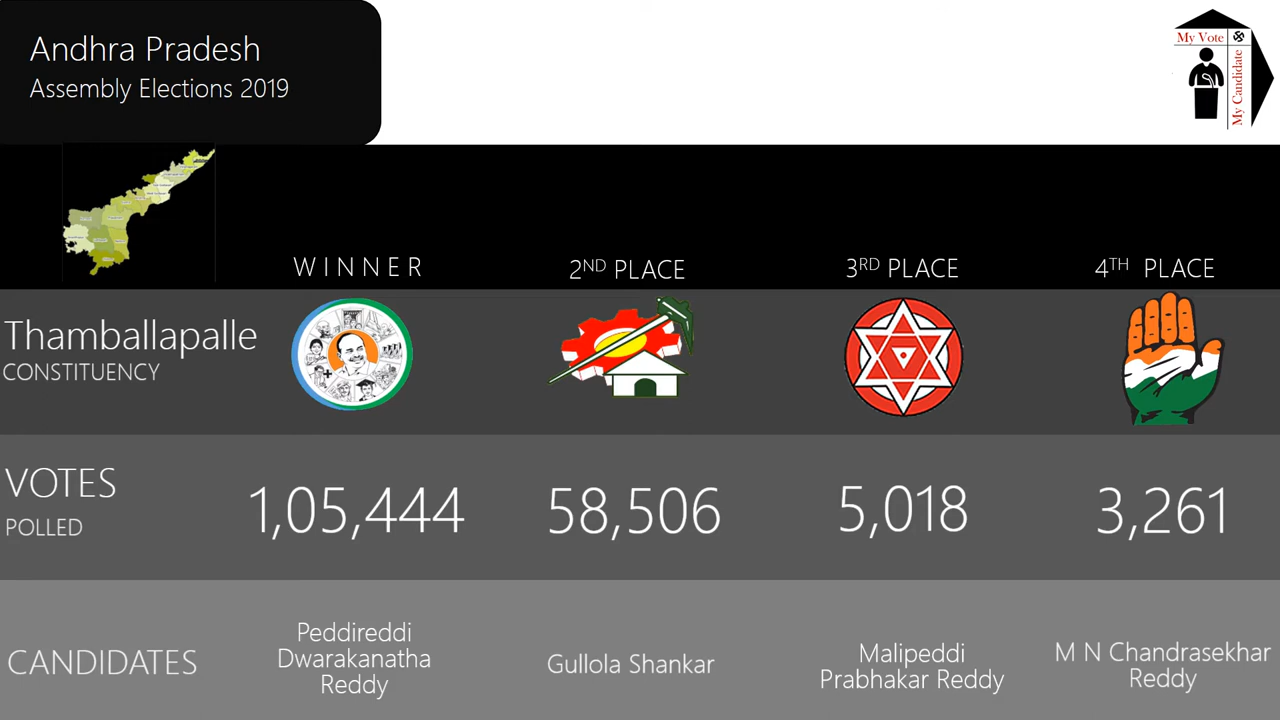 Andhra Pradesh
Assembly Elections 2019
My Vote
My Candidate
WINNER
2ND PLACE
3RD PLACE
4TH PLACE
Thamballapalle
CONSTITUENCY
VOTES
POLLED
1,05,444
58,506
5,018
3,261
CANDIDATES
Peddireddi
Dwarakanatha
Reddy
Gullola Shankar
Malipeddi
Prabhakar Reddy
M N Chandrasekhar
Reddy